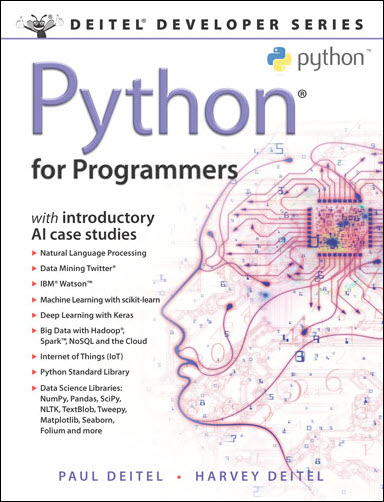 DEITEL® DEVELOPER SERIES
python™
Python®
for Programmers
with introductory
AI case studies
Natural Language Processing
Data Mining Twitter®
IBM® Watson™
Machine Learning with scikit-learn
Deep Learning with Keras
Big Data with Hadoop®,
Spark™, NoSQL and the Cloud
Internet of Things (IoT)
Python Standard Library
Data Science Libraries:
NumPy, Pandas, SciPy,
NLTK, TextBlob, Tweepy,
Matplotlib, Seaborn,
Folium and more
PAUL DEITEL • HARVEY DEITEL